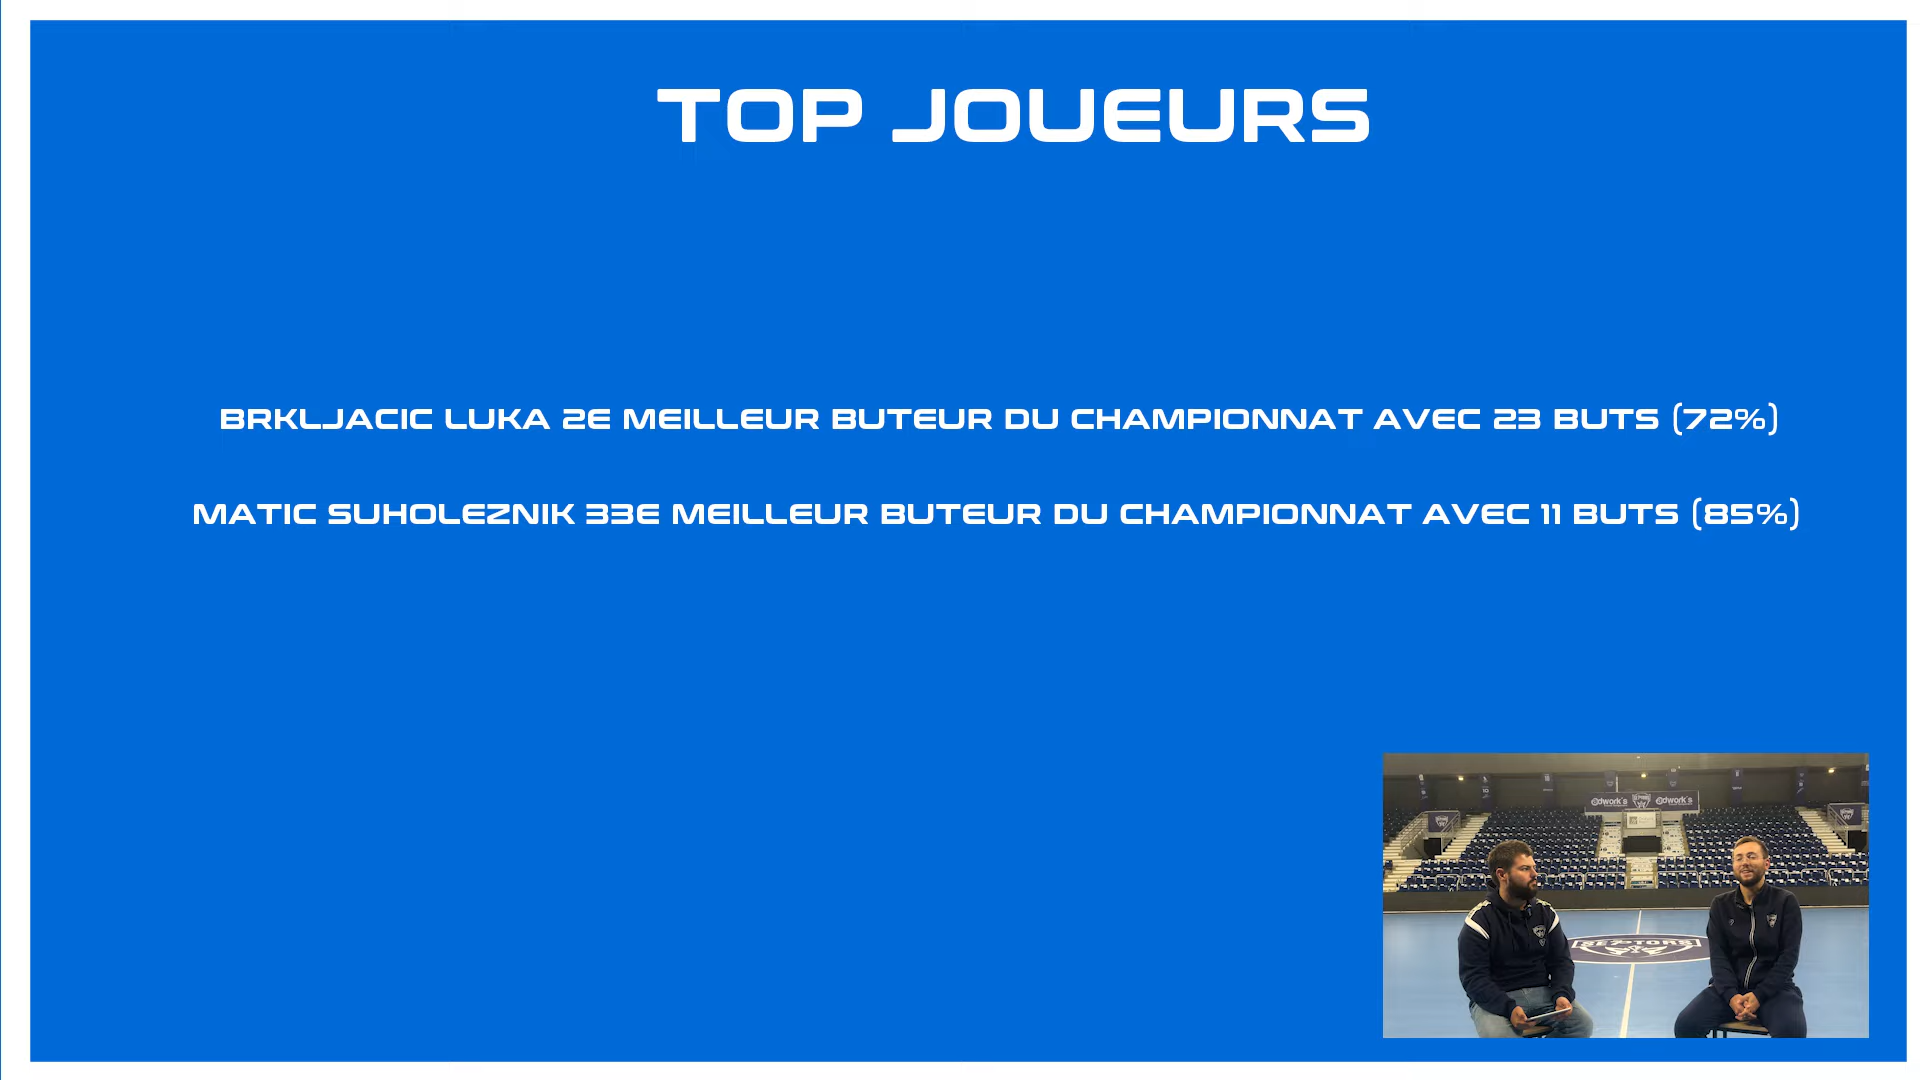 TOP JOUEURS
BRKLJACIC LUKA 2E MEILLEUR BUTEUR DU CHAMPIONNAT AVEC 23 BUTS (72%)
MATIC SUHOLEZNIK 33E MEILLEUR BUTEUR DU CHAMPIONNAT AVEC 11 BUTS (85%)